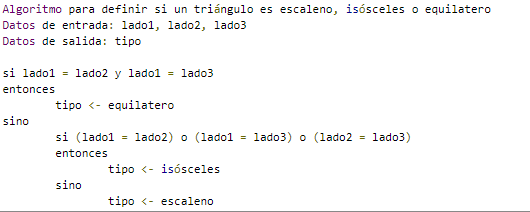 Algoritmo para definir si un triángulo es escaleno, isósceles o equilatero
Datos de entrada: lado1, lado2, lado3
Datos de salida: tipo
si lado1 = lado2 y lado1 = lado3
entonces
tipo <- equilatero
sino
si (lado1 = lado2) o (lado1 = lado3) o (lado2 = lado3)
entonces
tipo <- isósceles
sino
tipo <- escaleno